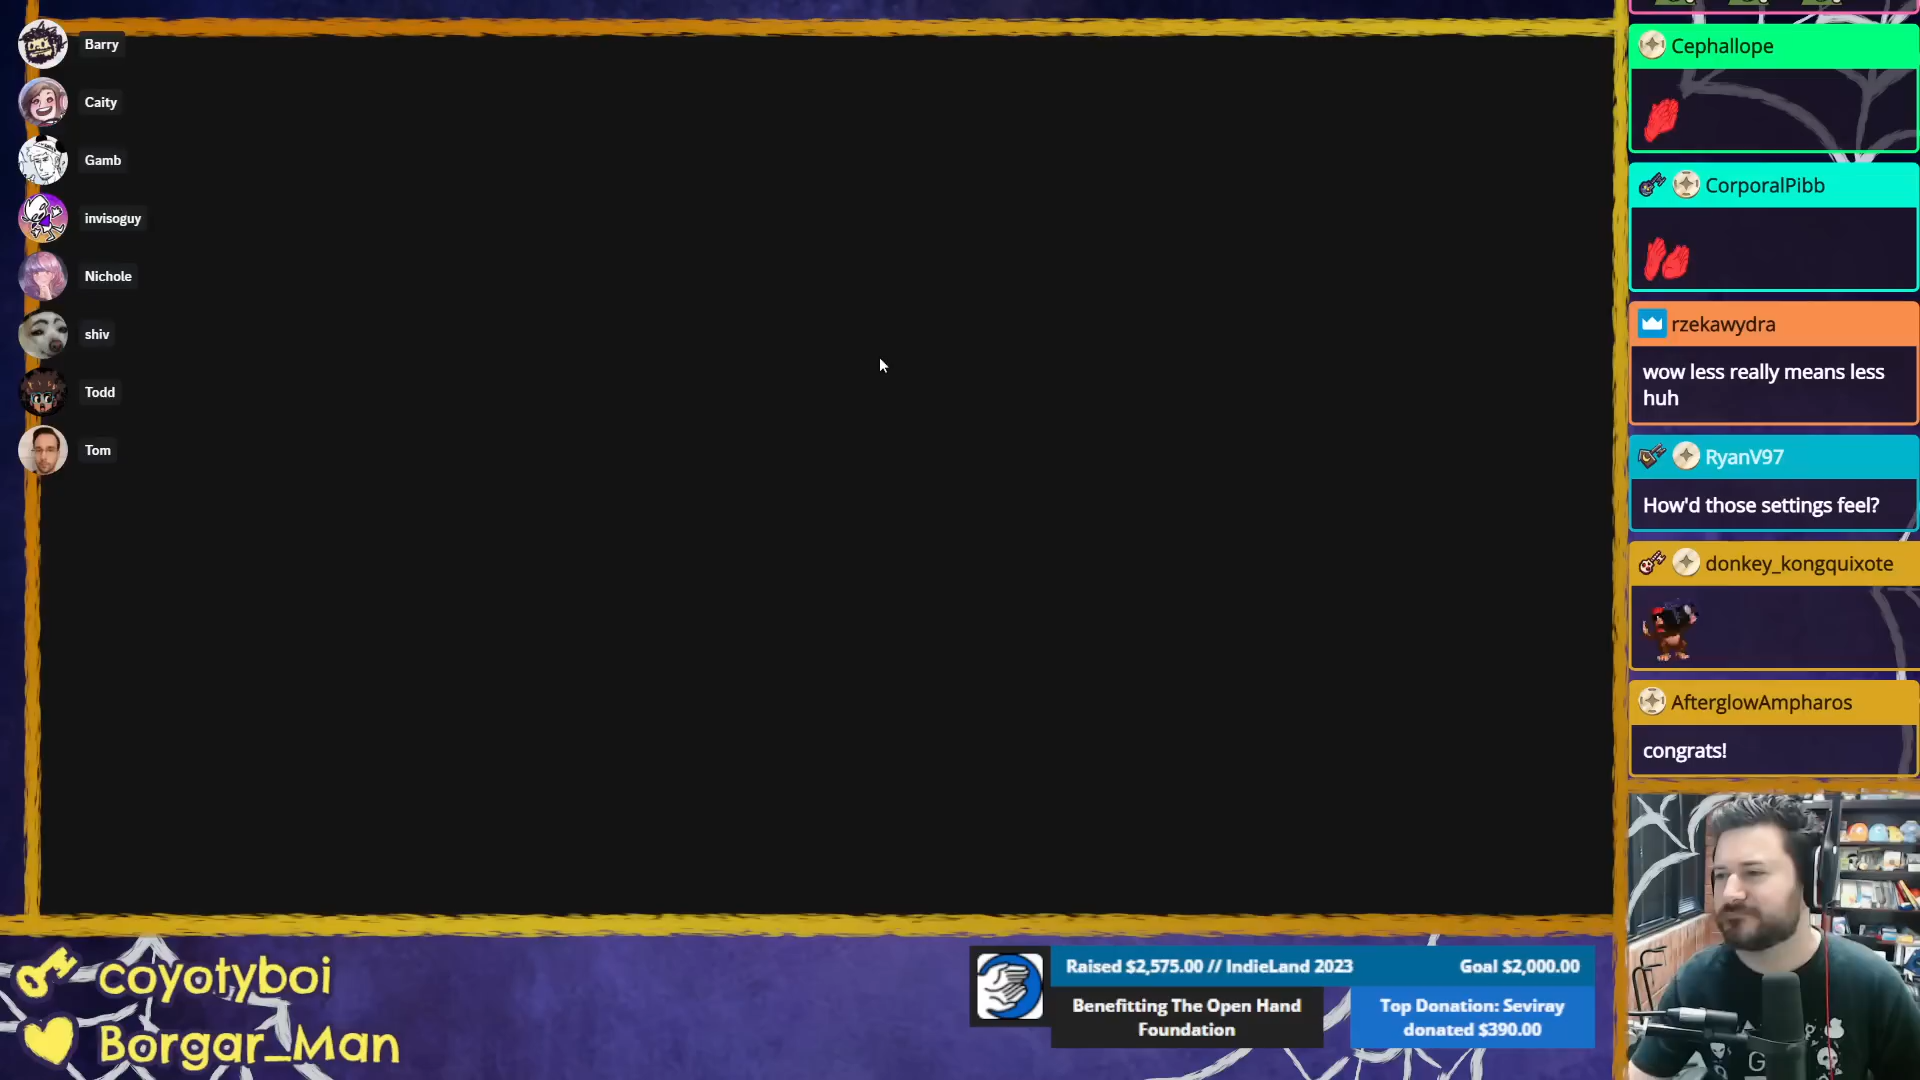 Barry
Caity
Gamb
invisoguy
Nichole
shiv
Todd
Tom
Cephallope
CorporalPibb
rzekawydra
wow less really means less
huh
RyanV97
How'd those settings feel?
donkey_kongquixote
AfterglowAmpharos
congrats!
coyotyboi
Borgar_Man
Raised $2,575.00 // IndieLand 2023
Goal $2,000.00
Benefitting The Open Hand
Foundation
Top Donation: Seviray
donated $390.00
G